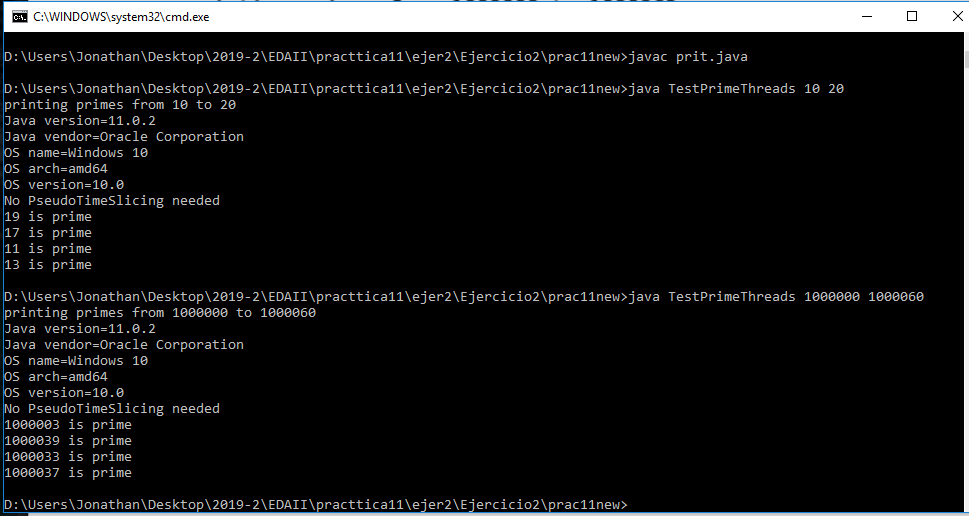 C:\WINDOWS\system32\cmd.exe
D:\Users\Jonathan\Desktop\2019-2\EDAII\practtica11\ejer2\Ejercicio2\prac11new>javac prit.java
D:\Users\Jonathan\Desktop\2019-2\EDAII\practtica11\ejer2\Ejercicio2\prac11new>java TestPrimeThreads 10 20
printing primes from 10 to 20
Java version=11.0.2
Java vendor=Oracle Corporation
OS name=Windows 10
OS arch=amd64
OS version=10.0
No PseudoTimeSlicing needed
19 is prime
17 is prime
11 is prime
13 is prime
D:\Users\Jonathan\Desktop\2019-2\EDAII\practtica11\ejer2\Ejercicio2\prac11new>java TestPrimeThreads 1000000 1000060
printing primes from 1000000 to 1000060
Java version=11.0.2
Java vendor=Oracle Corporation
OS name=Windows 10
OS arch=amd64
OS version=10.0
No PseudoTimeSlicing needed
1000003 is prime
1000039 is prime
1000033 is prime
1000037 is prime
D:\Users\Jonathan\Desktop\2019-2\EDAII\practtica11\ejer2\Ejercicio2\prac11new>